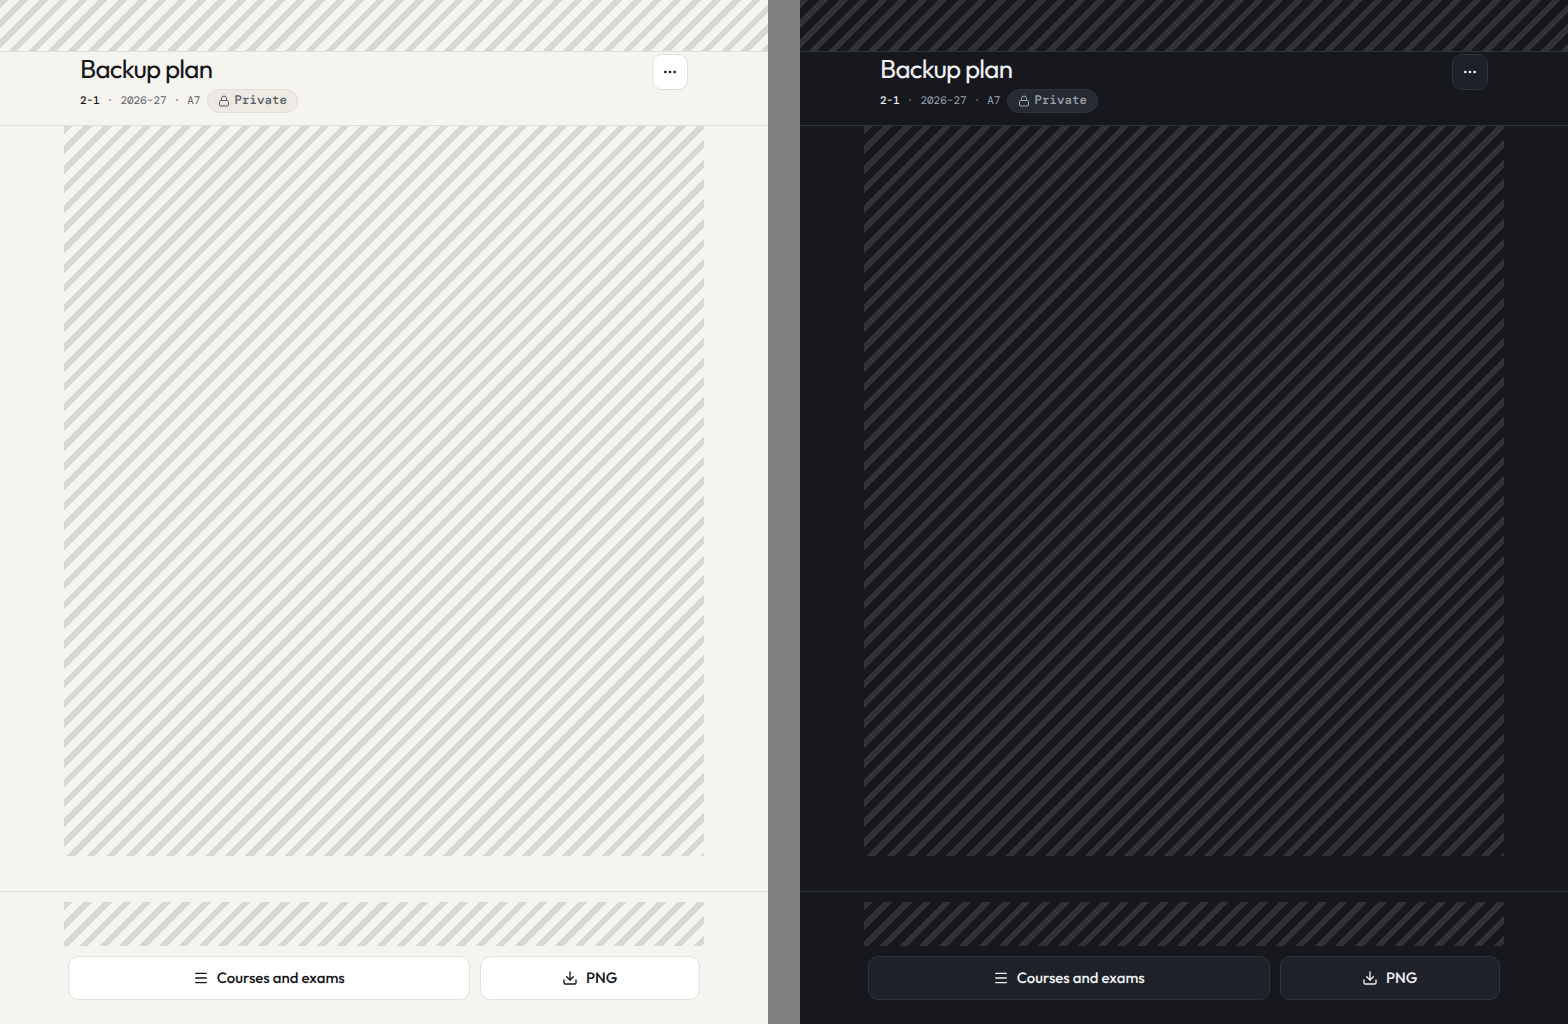 Backup plan
2-1 · 2026-27 · A7 Private
Courses and exams
PNG
Backup plan
2-1 · 2026-27 · A7 Private
Courses and exams
PNG